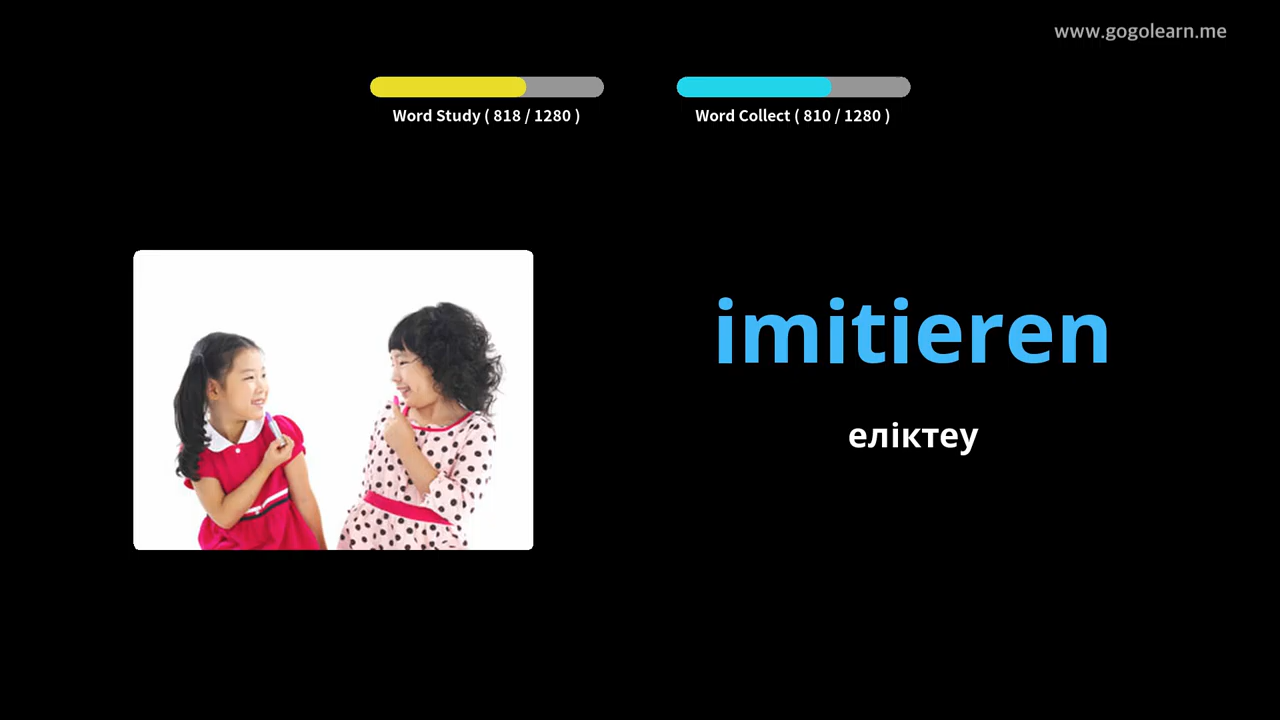 www.gogolearn.me
Word Study ( 818 / 1280 )
Word Collect ( 810 / 1280 )
imitieren
еліктеу